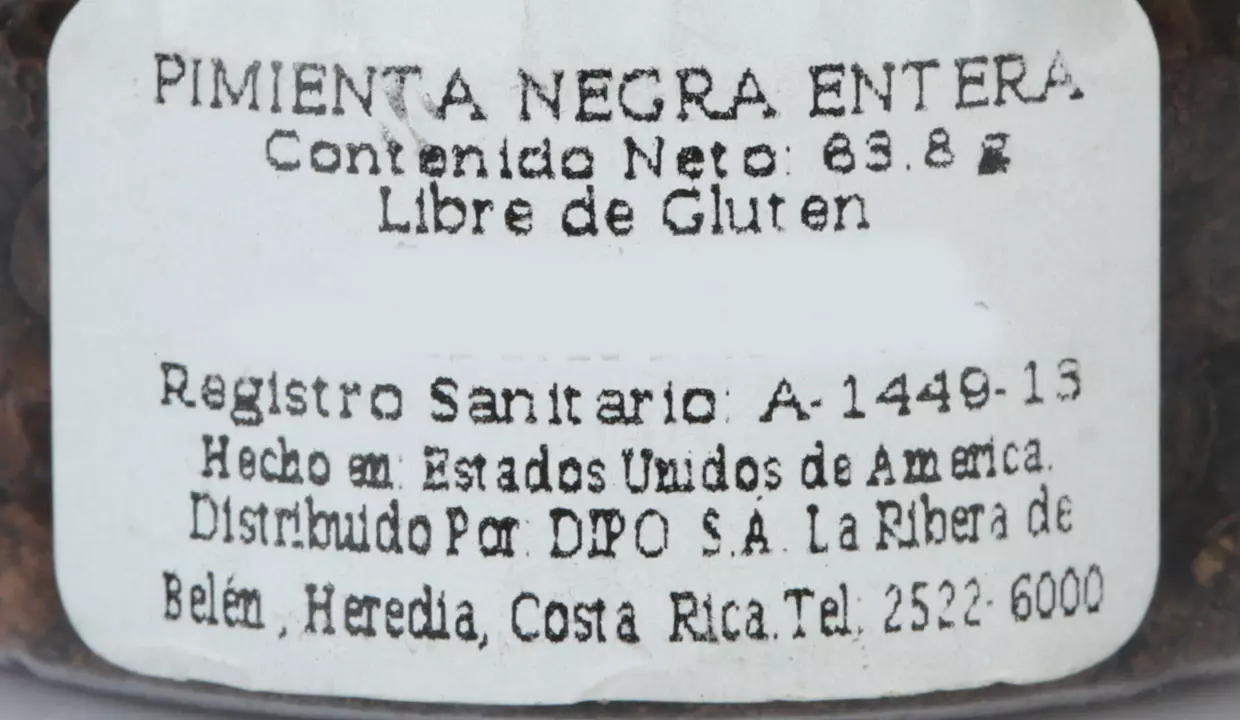 PIMIENTA NEGRA ENTERA
Contenido Neto: 63.8 g
Libre de Gluten
Registro Sanitario: A-1449-13
Hecho en: Estados Unidos de America.
Distribuido Por: DIPO S.A. La Ribera de
Belén, Heredia, Costa Rica. Tel: 2522-6000